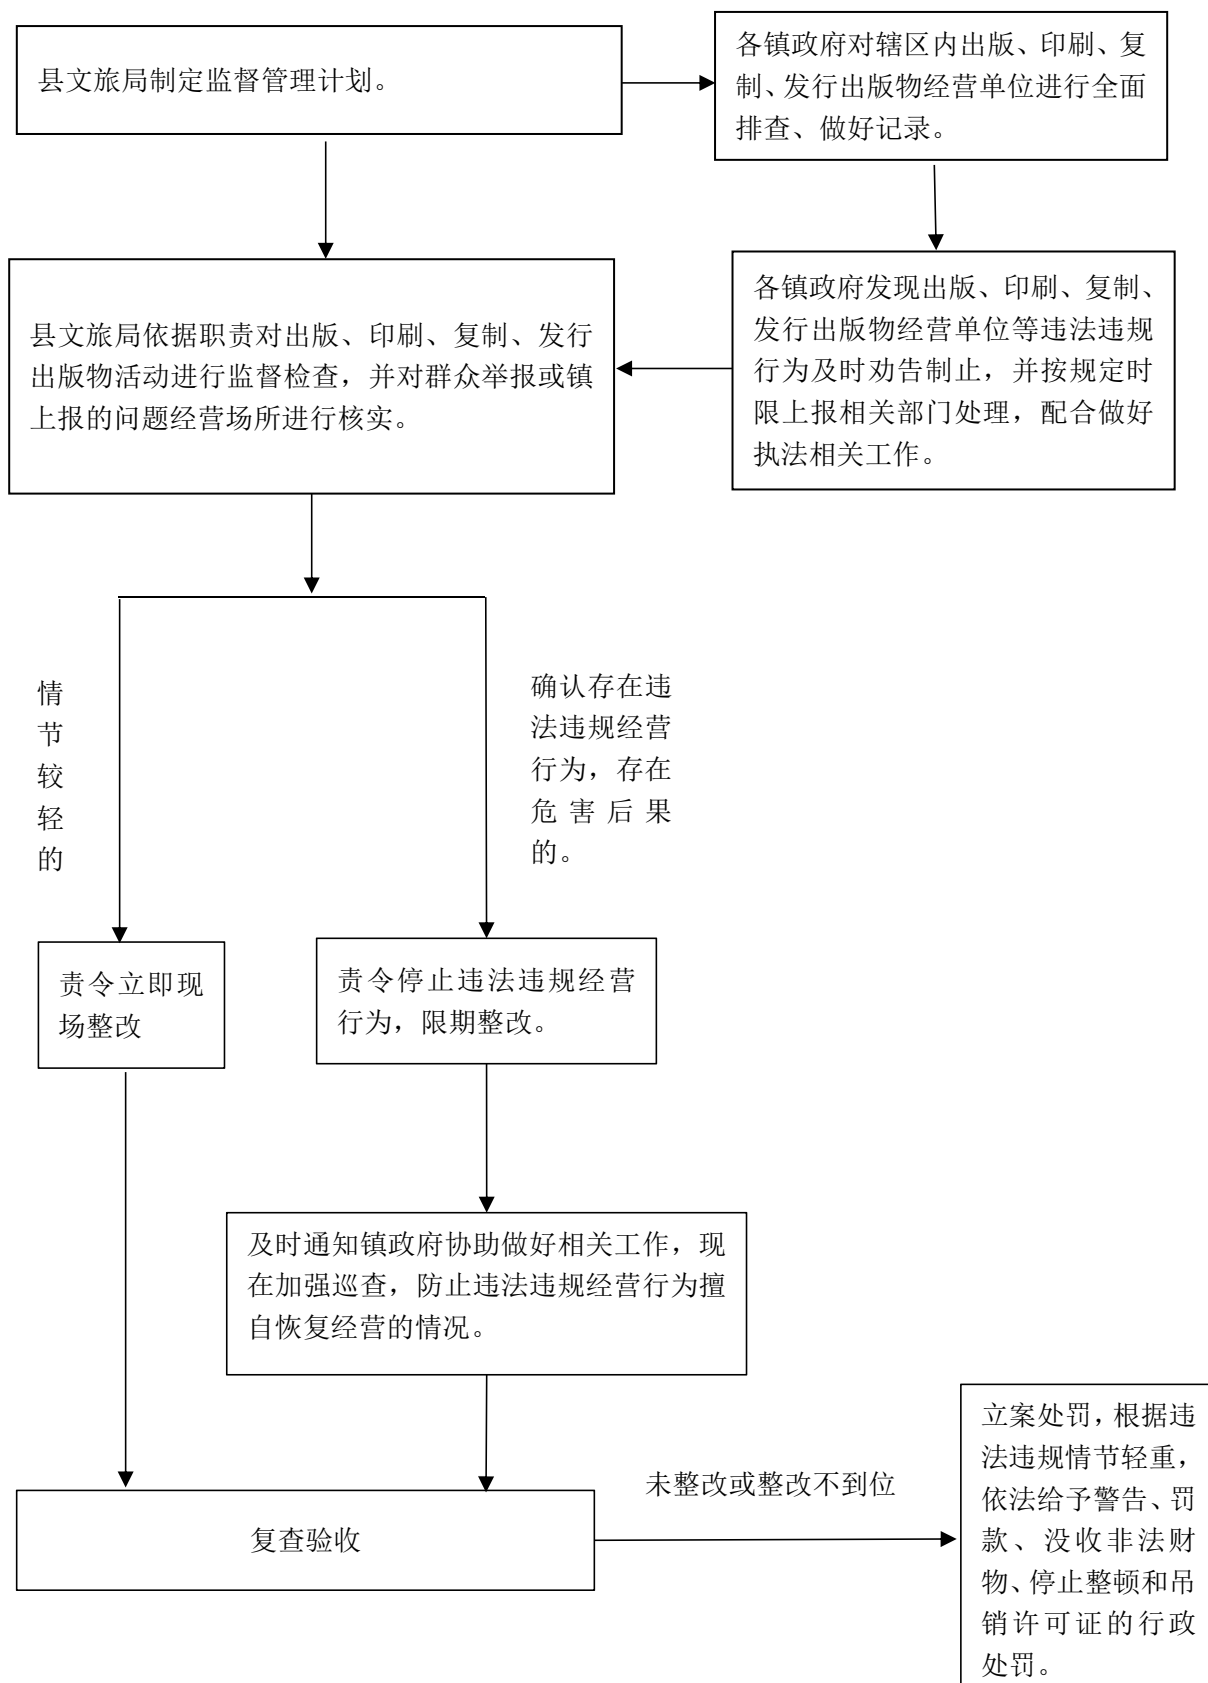 县文旅局制定监督管理计划。
各镇政府对辖区内出版、印刷、复
制、发行出版物经营单位进行全面
排查、做好记录。
县文旅局依据职责对出版、印刷、复制、发行
出版物活动进行监督检查，并对群众举报或镇
上报的问题经营场所进行核实。
各镇政府发现出版、印刷、复制、
发行出版物经营单位等违法违规
行为及时劝告制止，并按规定时
限上报相关部门处理，配合做好
执法相关工作。
情
节
较
轻
的
确认存在违
法违规经营
行为，存在
危害后果
的。
责令立即现
场整改
责令停止违法违规经营
行为，限期整改。
及时通知镇政府协助做好相关工作，现
在加强巡查，防止违法违规经营行为擅
自恢复经营的情况。
复查验收
未整改或整改不到位
立案处罚，根据违
法违规情节轻重，
依法给予警告、罚
款、没收非法财
物、停止整顿和吊
销许可证的行政
处罚。